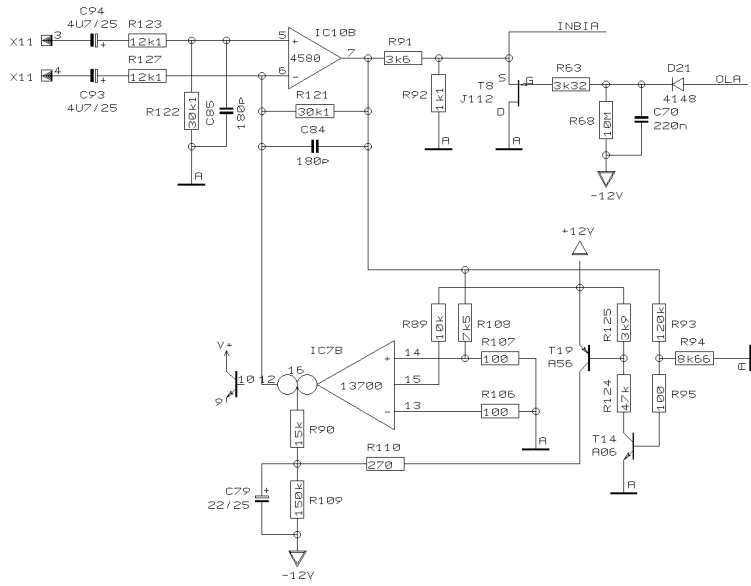 C94
4U7/25
R123
X11 3
12k1
5
+
IC10B
4580
7
R91
3k6
INBIA
R127
X11 4
12k1
6
-
C93
4U7/25
R122
30k1
C85
180p
R121
30k1
C84
180p
R92
1k1
S
G
T8
J112
D
R63
3k32
D21
4148
OLA
R68
10M
C70
220n
A
A
A
-12V
+12V
R89
10k
7k5
R108
R125
3k9
120k
R93
IC7B
V+
10
12
16
9
13700
14
+
15
13
-
R107
100
R106
100
A
T19
A56
R94
8k66
A
R124
47k
100
R95
T14
A06
A
15k
R90
R110
270
C79
22/25
+
150k
R109
-12V